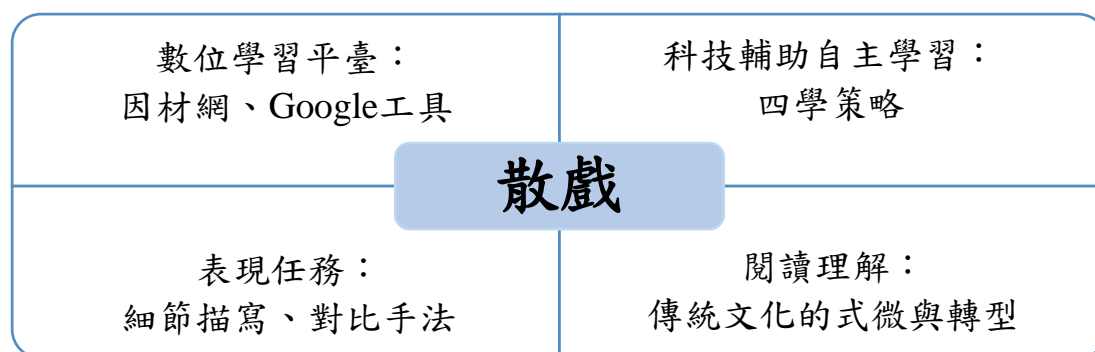 數位學習平臺：
因材網、Google工具
科技輔助自主學習：
四學策略
散戲
表現任務：
細節描寫、對比手法
閱讀理解：
傳統文化的式微與轉型